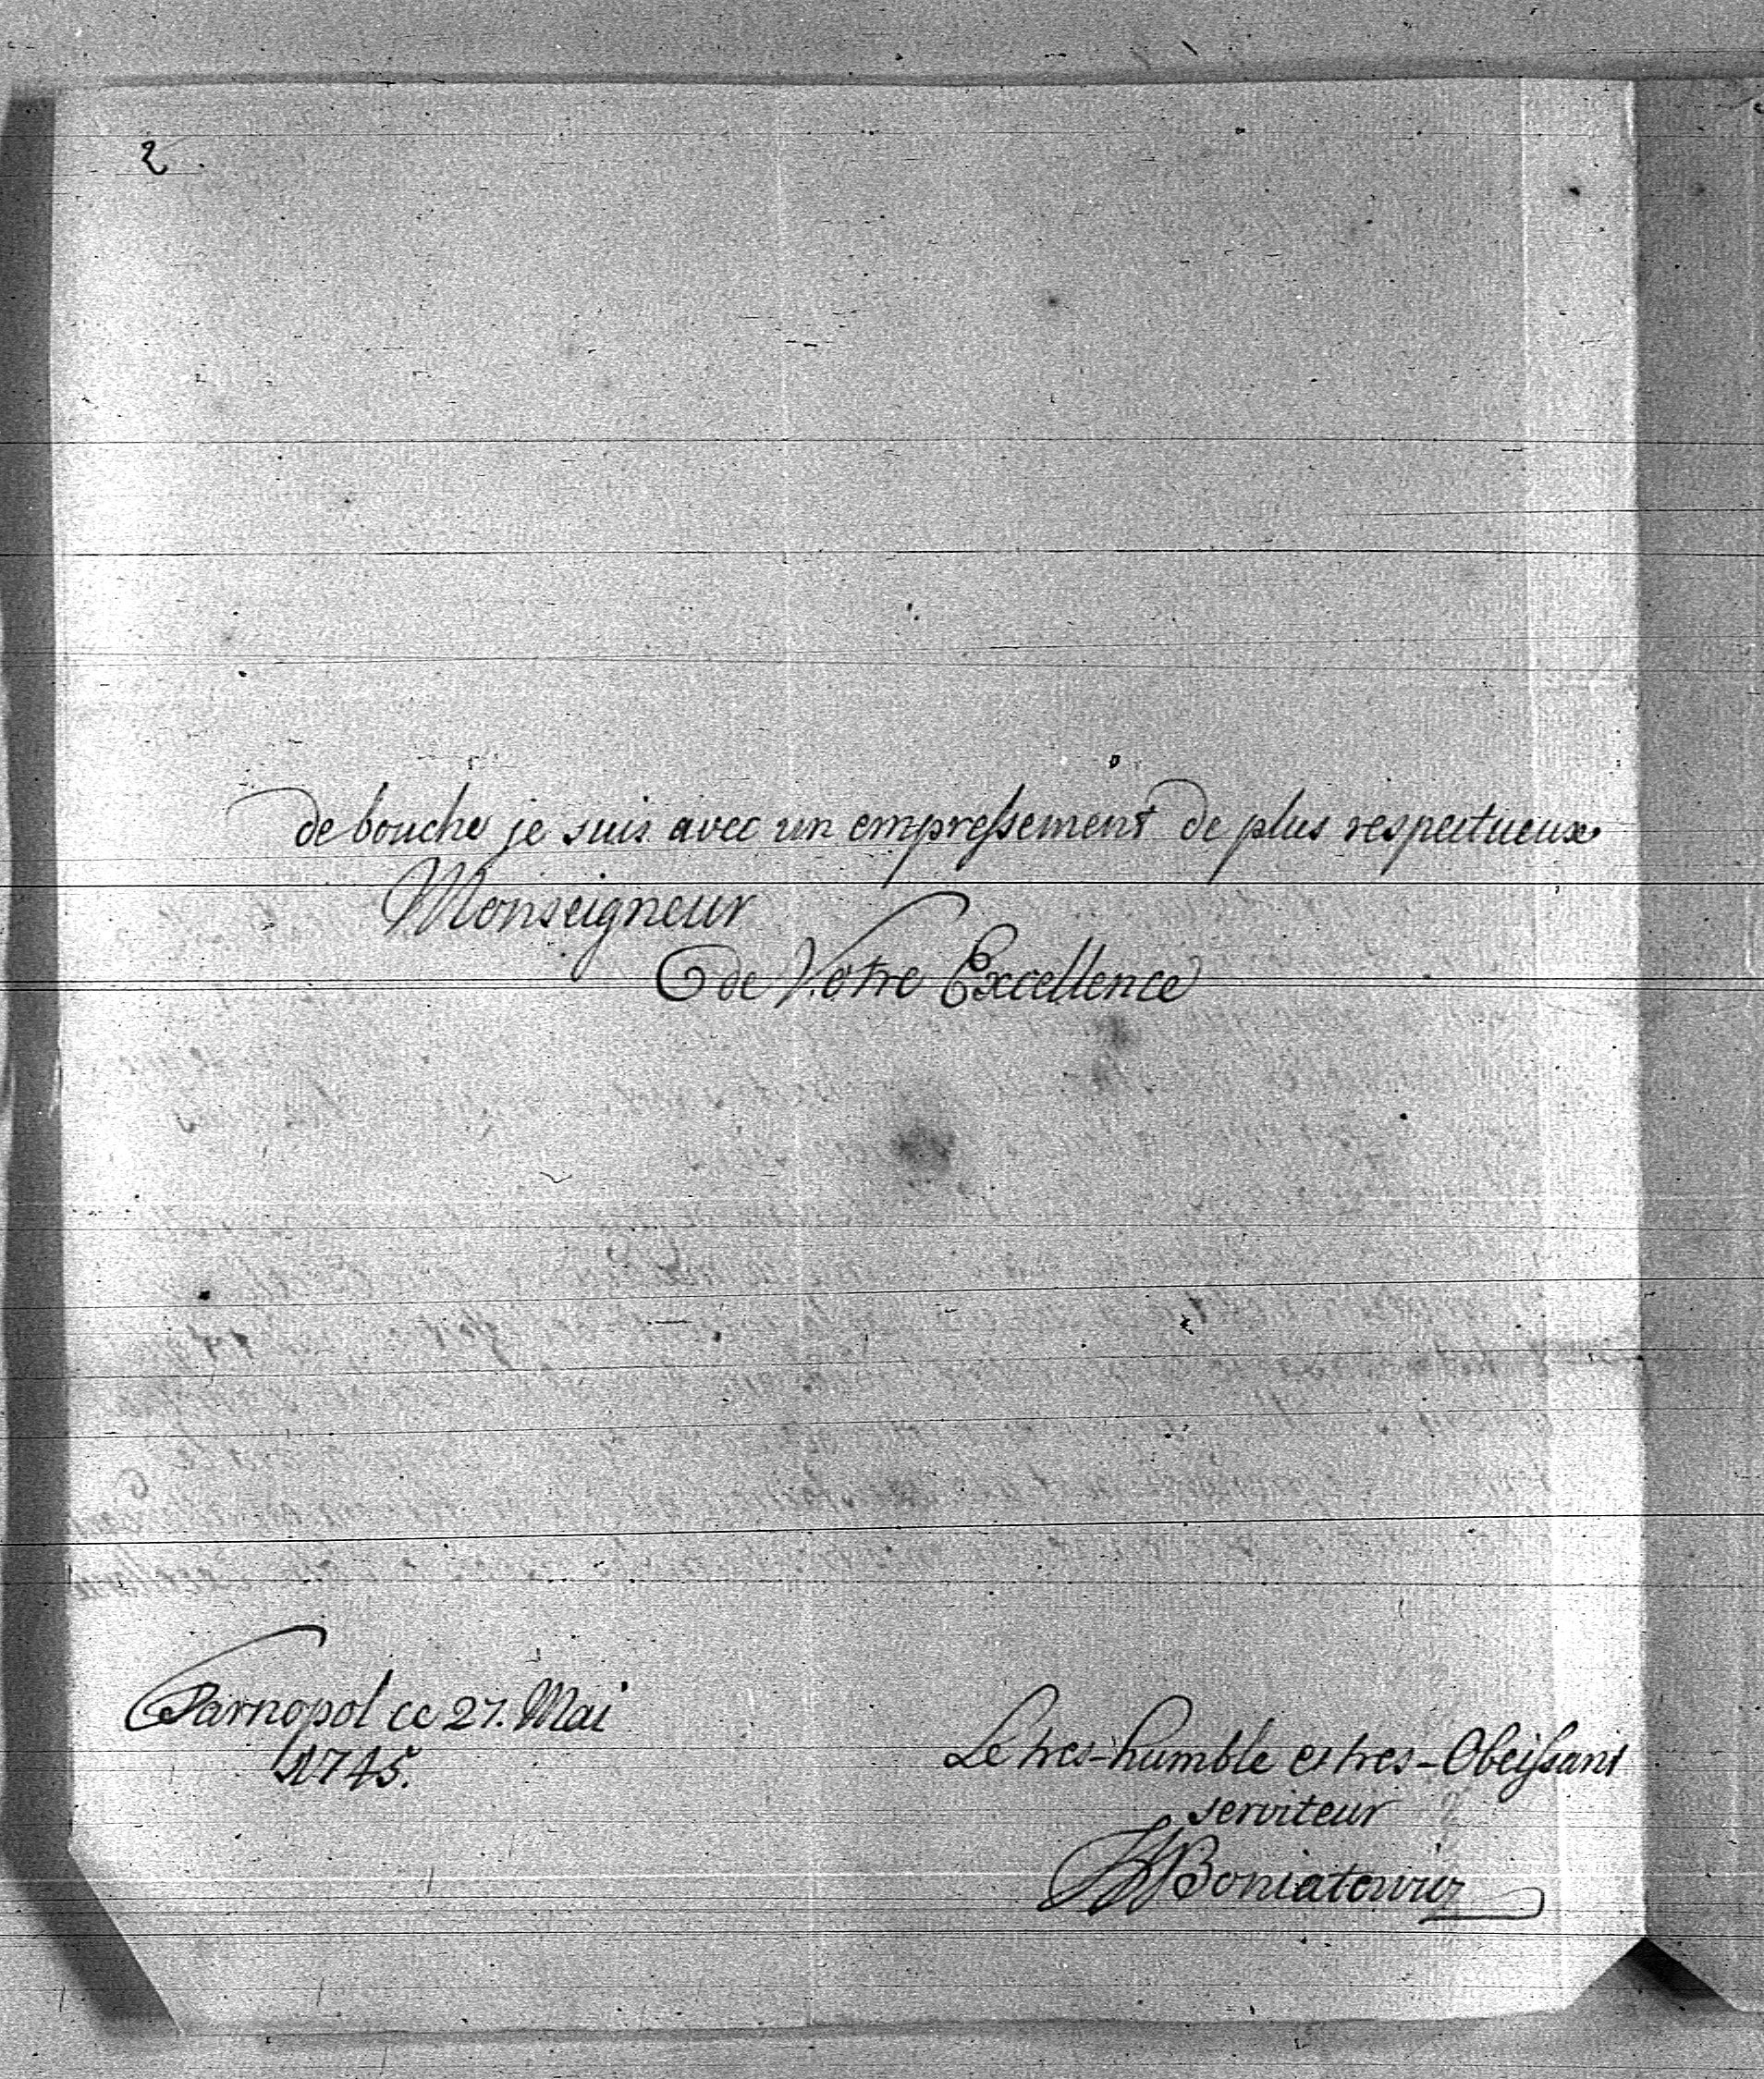 2
de bouche je suis avec un empressement de plus respectueux
Monseigneur
de Votre Excellence
Tarnopol ce 27. Mai
1745.
Le tres-humble et tres-Obeissant
serviteur
Boniatowicz